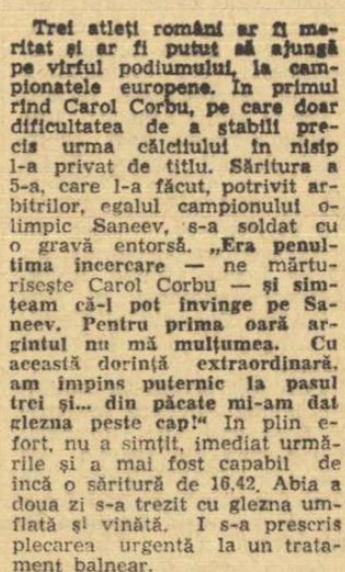 Trei atleți români ar fi me-
ritat și ar fi putut să ajungă
pe vîrful podiumului, la cam-
pionatele europene. In primul
rînd Carol Corbu, pe care doar
dificultatea de a stabili pre-
cis urma călcîiului în nisip
l-a privat de titlu. Săritura a
5-a, care l-a făcut, potrivit ar-
bitrilor, egalul campionului o-
limpic Saneev, s-a soldat cu
o gravă entorsă. „Era penul-
tima încercare — ne mărtu-
risește Carol Corbu — și sim-
țeam că-l pot învinge pe Sa-
neev. Pentru prima oară ar-
gintul nu mă mulțumea. Cu
această dorință extraordinară,
am împins puternic la pasul
trei și... din păcate mi-am dat
glezna peste cap!“ In plin e-
fort, nu a simțit, imediat urmă-
rile și a mai fost capabil de
încă o săritură de 16,42. Abia a
doua zi s-a trezit cu glezna um-
flată și vînătă. I s-a prescris
plecarea urgentă la un trata-
ment balnear.